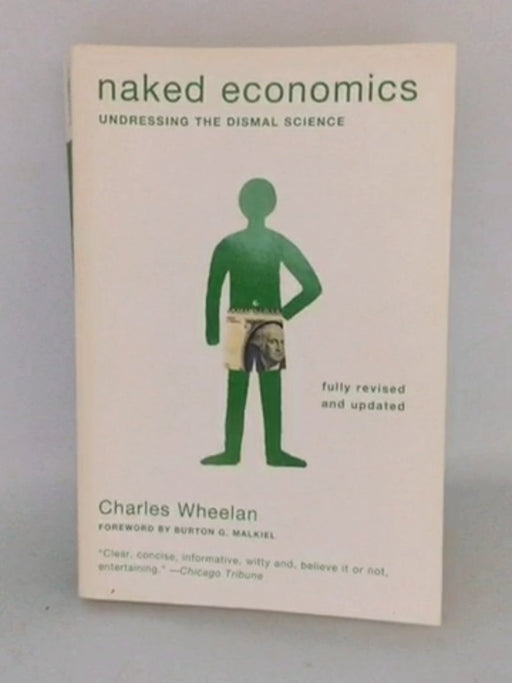 naked economics
UNDRESSING THE DISMAL SCIENCE
fully revised
and updated
Charles Wheelan
FOREWORD BY BURTON G. MALKIEL
"Clear, concise, informative, witty and, believe it or not,
entertaining." —Chicago Tribune